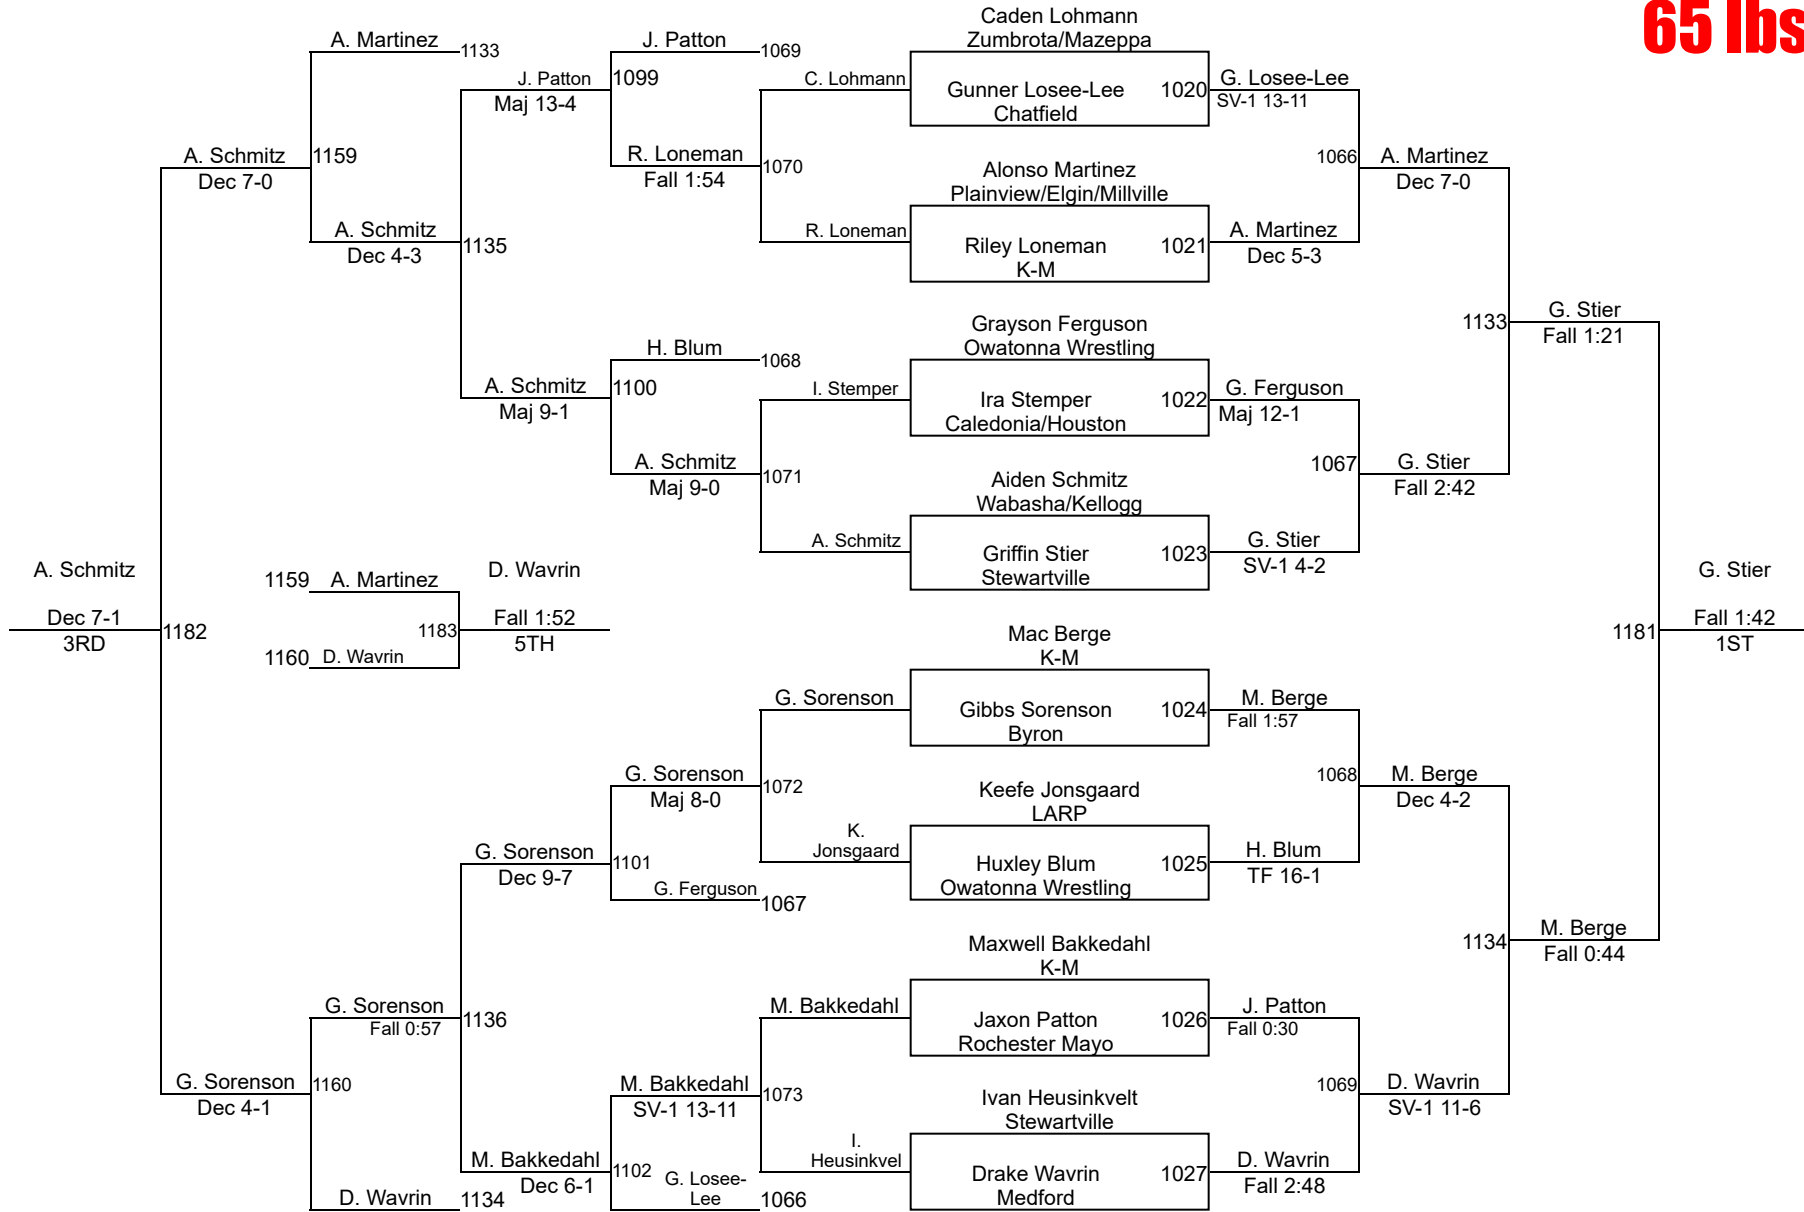 65 lbs
Caden Lohmann
Zumbrota/Mazeppa
A. Martinez
1133
J. Patton
1069
J. Patton
1099
Maj 13-4
C. Lohmann
Gunner Losee-Lee
1020
Chatfield
G. Losee-Lee
SV-1 13-11
A. Schmitz
1159
Dec 7-0
R. Loneman
1070
Fall 1:54
Alonso Martinez
Plainview/Elgin/Millville
1066
A. Martinez
Dec 7-0
A. Schmitz
1135
Dec 4-3
R. Loneman
Riley Loneman
1021
K-M
A. Martinez
Dec 5-3
Grayson Ferguson
Owatonna Wrestling
1133
G. Stier
Fall 1:21
H. Blum
1068
A. Schmitz
1100
Maj 9-1
I. Stemper
Ira Stemper
1022
Caledonia/Houston
G. Ferguson
Maj 12-1
A. Schmitz
1071
Maj 9-0
Aiden Schmitz
Wabasha/Kellogg
1067
G. Stier
Fall 2:42
A. Schmitz
Griffin Stier
1023
Stewartville
G. Stier
SV-1 4-2
A. Schmitz
Dec 7-1
3RD
1182
1159
A. Martinez
1160
D. Wavrin
1183
D. Wavrin
Fall 1:52
5TH
G. Stier
1181
Fall 1:42
1ST
Mac Berge
K-M
G. Sorenson
Gibbs Sorenson
1024
Byron
M. Berge
Fall 1:57
G. Sorenson
1072
Maj 8-0
Keefe Jonsgaard
LARP
1068
M. Berge
Dec 4-2
G. Sorenson
1101
Dec 9-7
K.
Jonsgaard
Huxley Blum
1025
Owatonna Wrestling
H. Blum
TF 16-1
G. Ferguson
1067
Maxwell Bakkedahl
K-M
1134
M. Berge
Fall 0:44
G. Sorenson
1136
Fall 0:57
M. Bakkedahl
Jaxon Patton
1026
Rochester Mayo
J. Patton
Fall 0:30
G. Sorenson
1160
Dec 4-1
M. Bakkedahl
1073
SV-1 13-11
Ivan Heusinkvelt
Stewartville
1069
D. Wavrin
SV-1 11-6
M. Bakkedahl
1102
Dec 6-1
I.
Heusinkvel
Drake Wavrin
1027
Medford
D. Wavrin
Fall 2:48
D. Wavrin
1134
G. Losee-
Lee
1066